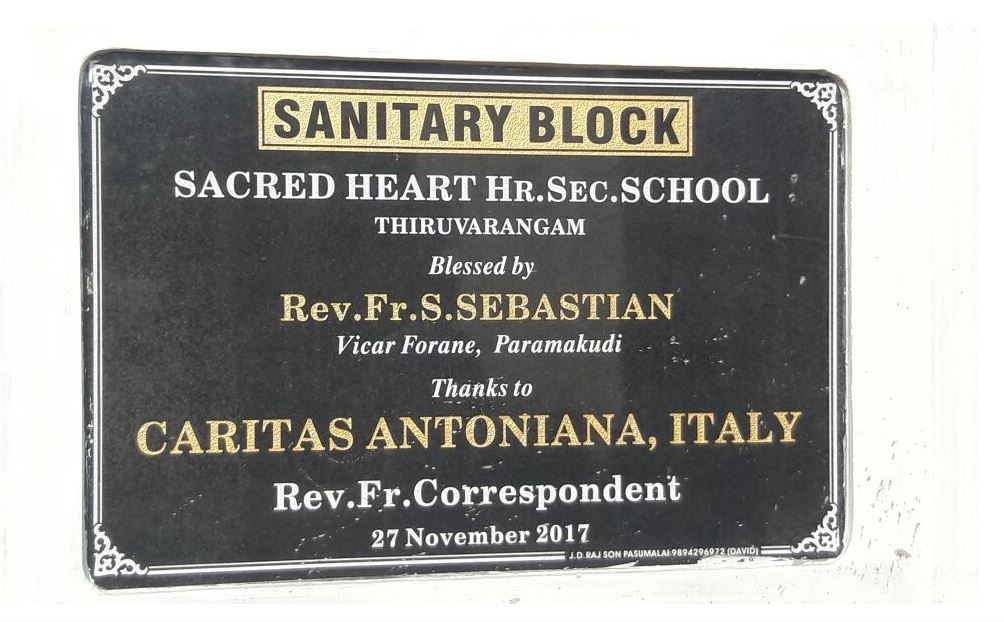 SANITARY BLOCK
SACRED HEART HR.SEC.SCHOOL
THIRUVARANGAM
Blessed by
Rev.Fr.S.SEBASTIAN
Vicar Forane, Paramakudi
Thanks to
CARITAS ANTONIANA, ITALY
Rev.Fr.Correspondent
27 November 2017
J.D.RAJ SON PASUMALAI:9894296972 (DAVID)